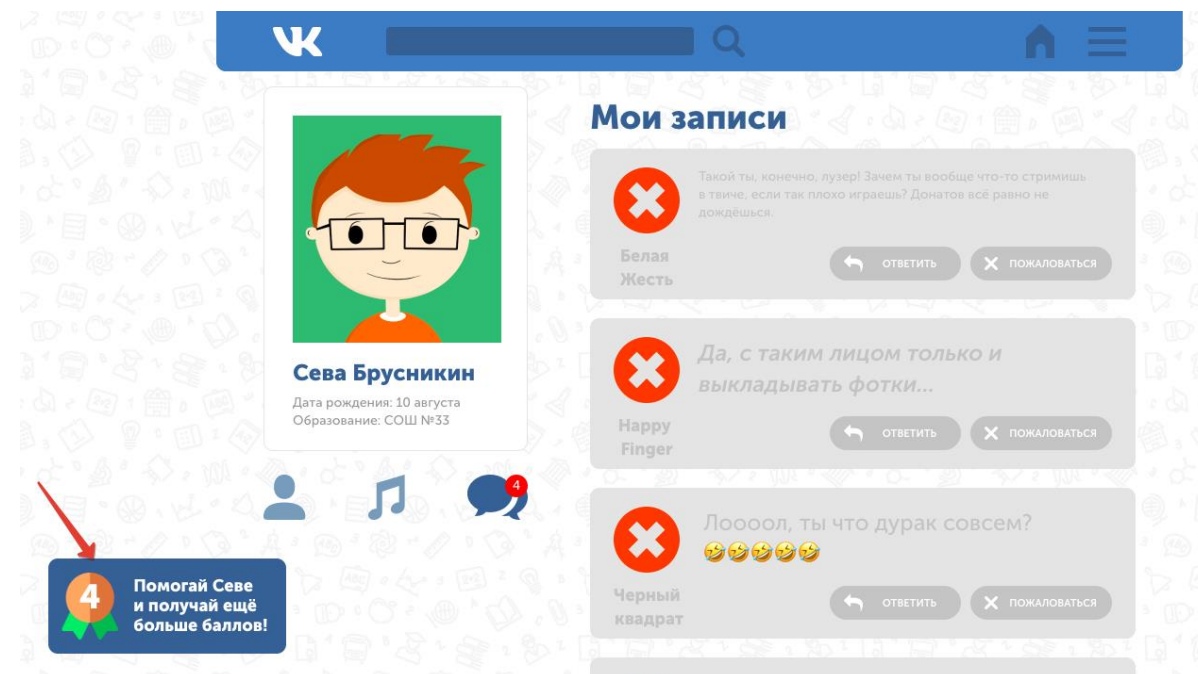 Мои записи
Такой ты, конечно, лузер! Зачем ты вообще что-то стримишь
в твиче, если так плохо играешь? Донатов всё равно не
дождёшься.
Белая
Жесть
ОТВЕТИТЬ
ПОЖАЛОВАТЬСЯ
Да, с таким лицом только и
выкладывать фотки...
Happy
Finger
ОТВЕТИТЬ
ПОЖАЛОВАТЬСЯ
Лоооол, ты что дурак совсем?
🤣🤣🤣🤣🤣
Черный
квадрат
ОТВЕТИТЬ
ПОЖАЛОВАТЬСЯ
Сева Брусникин
Дата рождения: 10 августа
Образование: СОШ №33
4
4
Помогай Севе
и получай ещё
больше баллов!